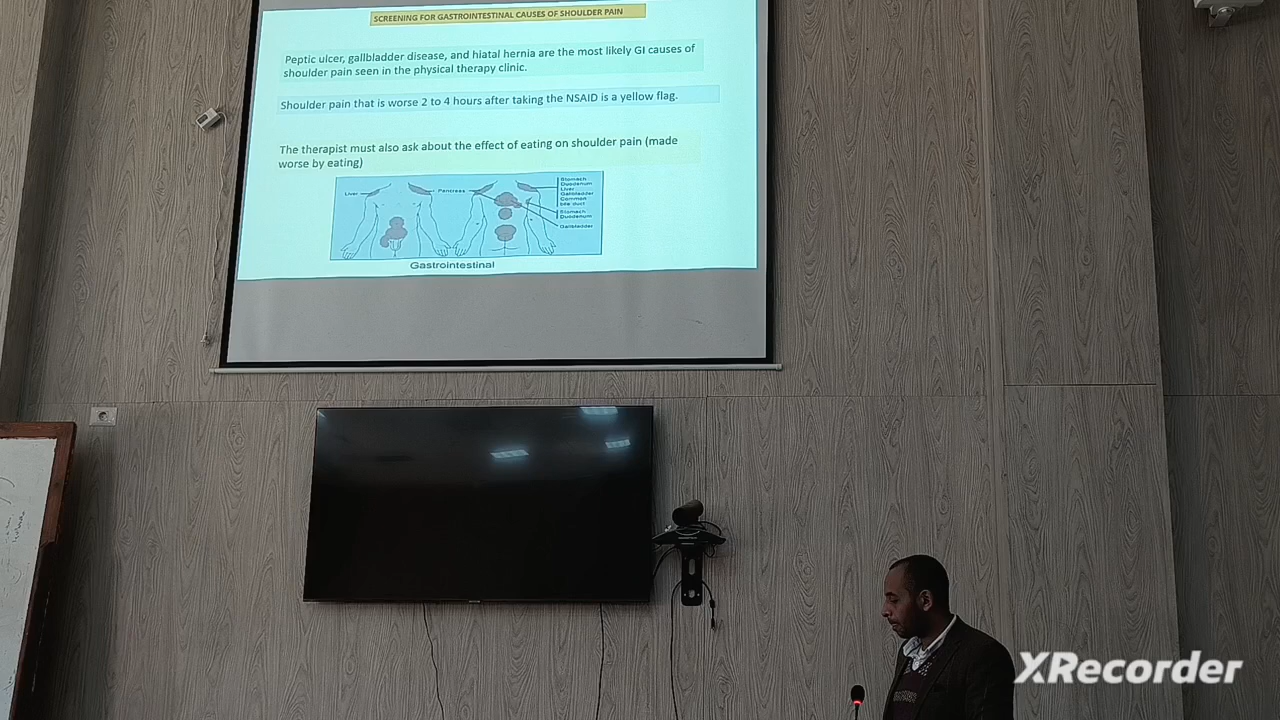 SCREENING FOR GASTROINTESTINAL CAUSES OF SHOULDER PAIN
Peptic ulcer, gallbladder disease, and hiatal hernia are the most likely GI causes of
shoulder pain seen in the physical therapy clinic.
Shoulder pain that is worse 2 to 4 hours after taking the NSAID is a yellow flag.
The therapist must also ask about the effect of eating on shoulder pain (made
worse by eating)
Liver
Pancreas
Stomach
Duodenum
Liver
Gallbladder
Common
bile duct
Stomach
Duodenum
Gallbladder
Gastrointestinal
XRecorder